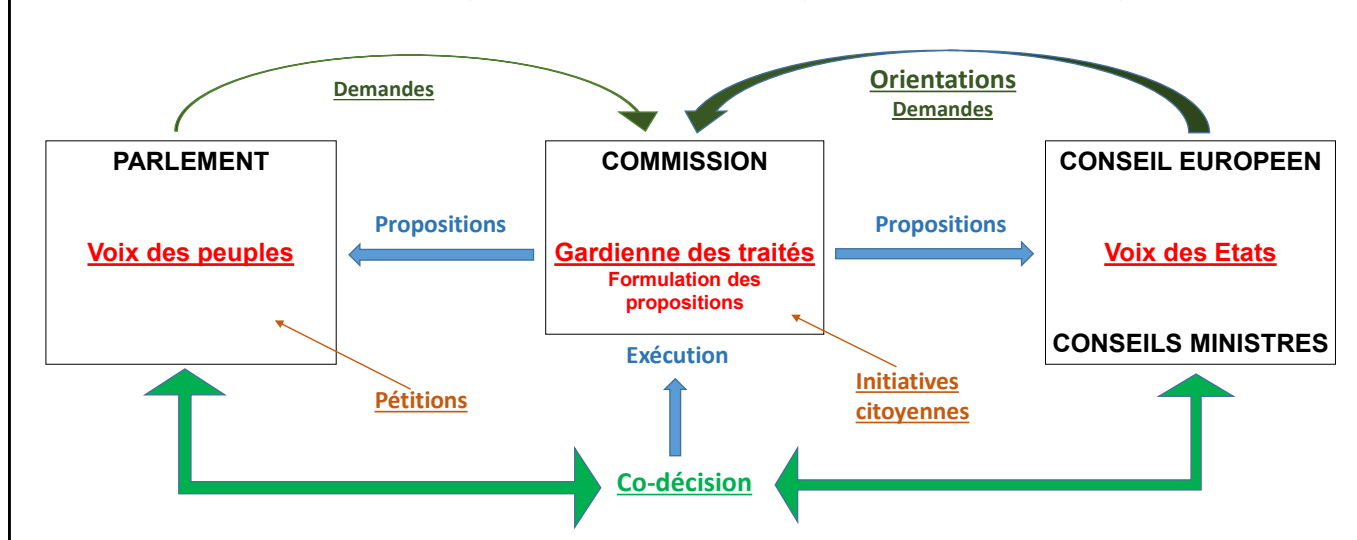 Demandes
Orientations
Demandes
PARLEMENT
COMMISSION
CONSEIL EUROPEEN
Propositions
Propositions
Voix des peuples
Gardienne des traités
Formulation des
propositions
Voix des Etats
CONSEILS MINISTRES
Exécution
Pétitions
Initiatives
citoyennes
Co-décision